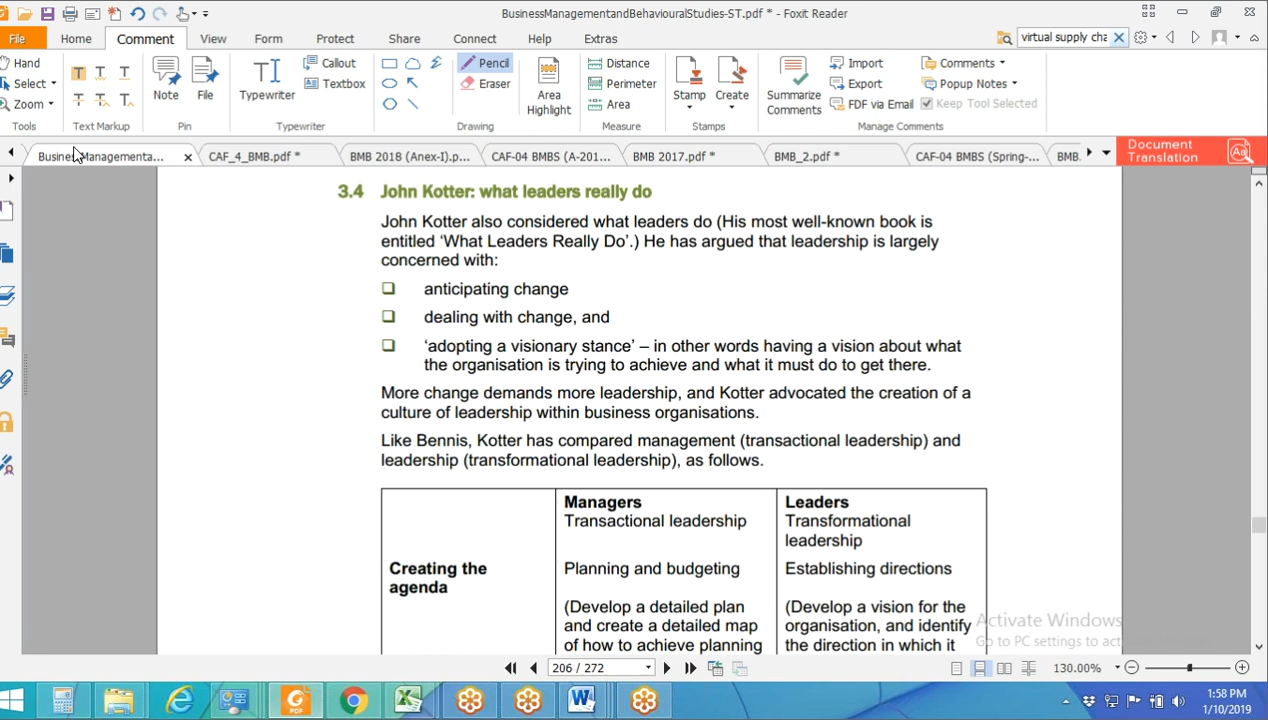 BusinessManagementandBehaviouralStudies-ST.pdf * - Foxit Reader
File Home Comment View Form Protect Share Connect Help Extras
virtual supply cha
Hand
Select
Zoom
Note
File
Typewriter
Callout
Textbox
Pencil
Eraser
Area
Highlight
Distance
Perimeter
Area
Stamp
Create
Summarize
Comments
Import
Export
FDF via Email
Comments
Popup Notes
Keep Tool Selected
Tools Text Markup Pin Typewriter Drawing Measure Stamps Manage Comments
BusinessManagementa... CAF_4_BMB.pdf * BMB 2018 (Anex-I).p... CAF-04 BMBS (A-201... BMB 2017.pdf * BMB_2.pdf * CAF-04 BMBS (Spring-... BMB.
Document
Translation
3.4 John Kotter: what leaders really do
John Kotter also considered what leaders do (His most well-known book is
entitled ‘What Leaders Really Do’.) He has argued that leadership is largely
concerned with:
anticipating change
dealing with change, and
‘adopting a visionary stance’ – in other words having a vision about what
the organisation is trying to achieve and what it must do to get there.
More change demands more leadership, and Kotter advocated the creation of a
culture of leadership within business organisations.
Like Bennis, Kotter has compared management (transactional leadership) and
leadership (transformational leadership), as follows.
Managers
Transactional leadership
Leaders
Transformational
leadership
Creating the
agenda
Planning and budgeting
(Develop a detailed plan
and create a detailed map
of how to achieve planning
Establishing directions
(Develop a vision for the
organisation, and identify
the direction in which it
Activate Windows
Go to PC settings to act
206 / 272
130.00%
1:58 PM
1/10/2019